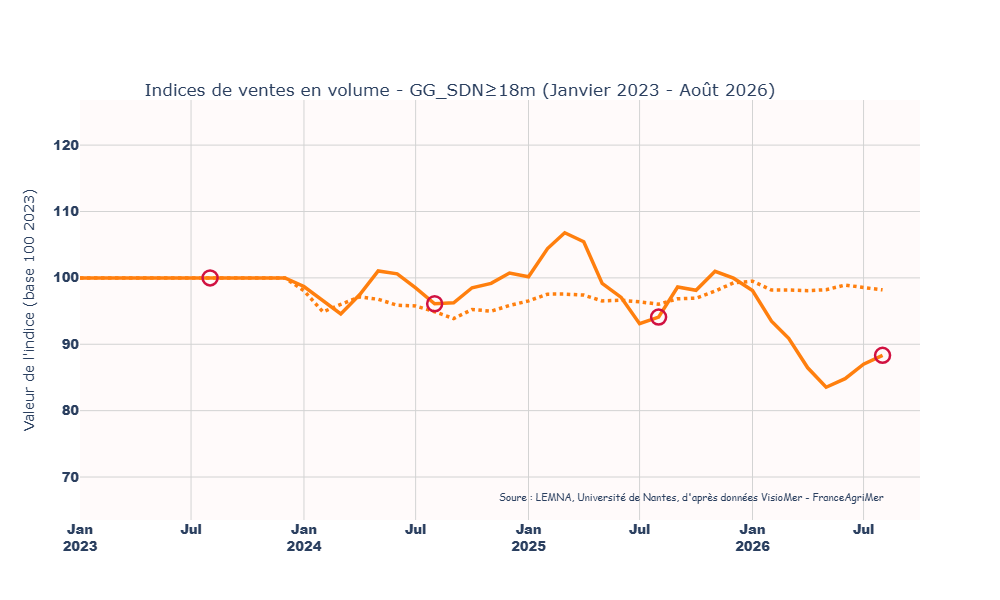 Indices de ventes en volume - GG_SDN≥18m (Janvier 2023 - Août 2026)
Valeur de l'indice (base 100 2023)
120
110
100
90
80
70
Soure : LEMNA, Université de Nantes, d'après données VisioMer - FranceAgriMer
Jan Jul Jan Jul Jan Jul Jan Jul
2023 2024 2025 2026